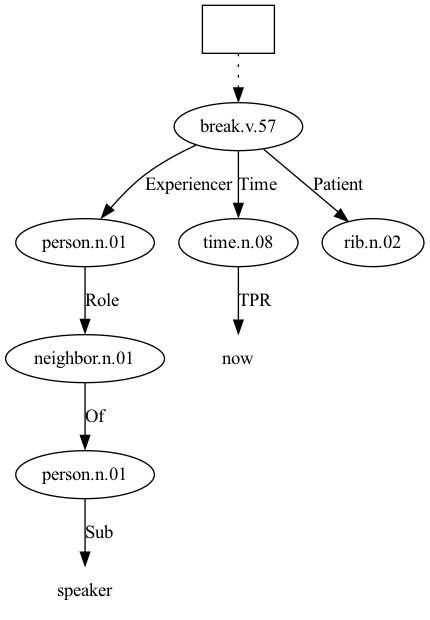 break.v.57
Experiencer Time Patient
person.n.01 time.n.08 rib.n.02
Role TPR
neighbor.n.01 now
Of
person.n.01
Sub
speaker